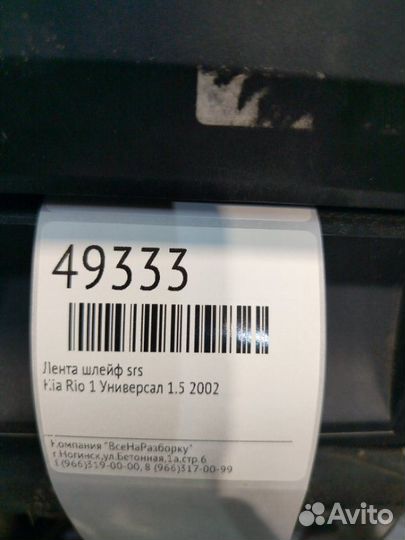 49333
Лента шлейф srs
Kia Rio 1 Универсал 1.5 2002
Компания "ВсеНаРазборку"
г.Ногинск,ул.Бетонная,1а,стр.6
(966)319-00-00, 8 (966)317-00-99
Avito